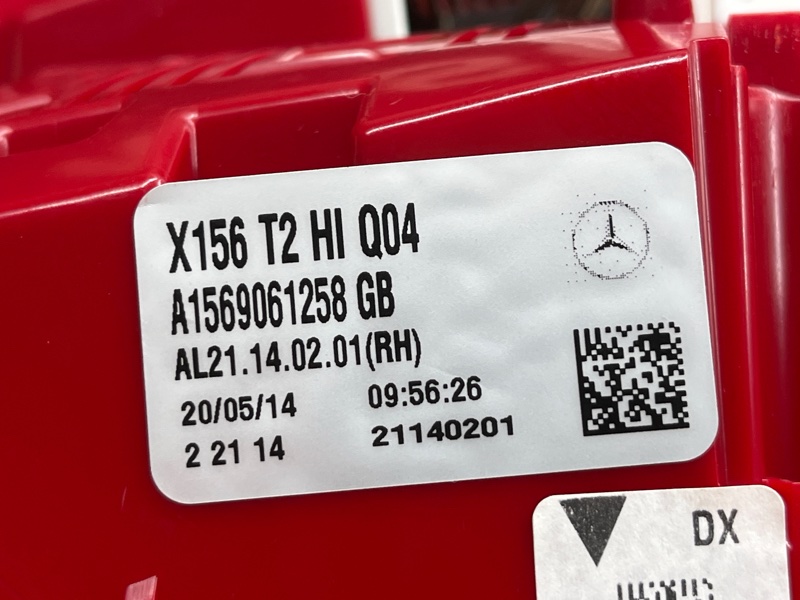 X156 T2 HI Q04
A1569061258 GB
AL21.14.02.01(RH)
20/05/14 09:56:26
2 21 14 21140201
DX